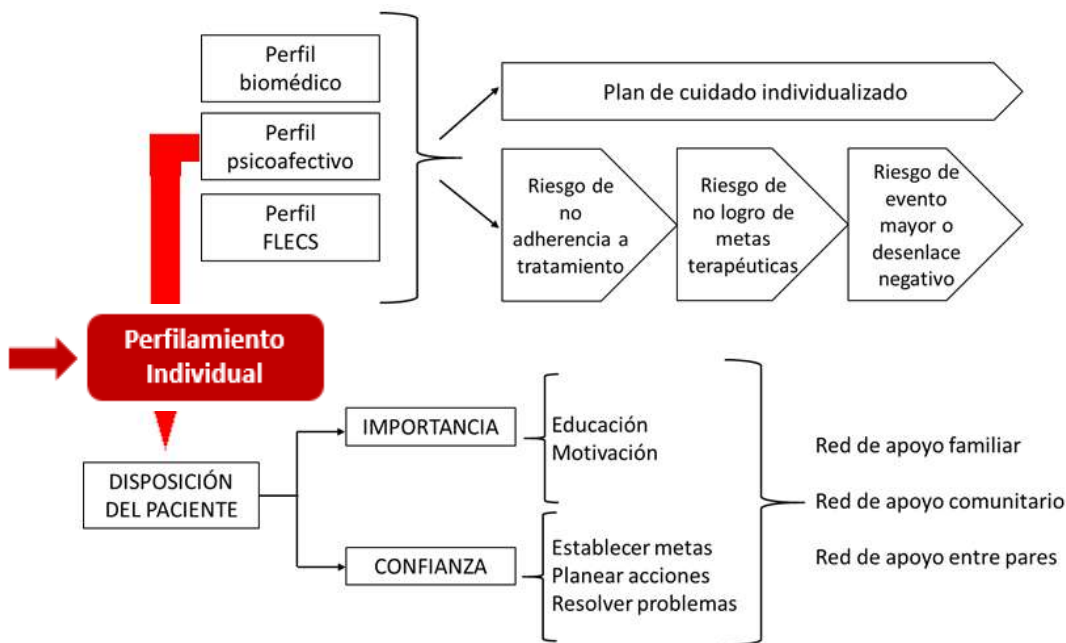 Perfil
biomédico
Perfil
psicoafectivo
Perfil
FLECS
Plan de cuidado individualizado
Riesgo de
no
adherencia a
tratamiento
Riesgo de
no logro de
metas
terapéuticas
Riesgo de
evento
mayor o
desenlace
negativo
Perfilamiento
Individual
DISPOSICIÓN
DEL PACIENTE
IMPORTANCIA
Educación
Motivación
CONFIANZA
Establecer metas
Planear acciones
Resolver problemas
Red de apoyo familiar
Red de apoyo comunitario
Red de apoyo entre pares